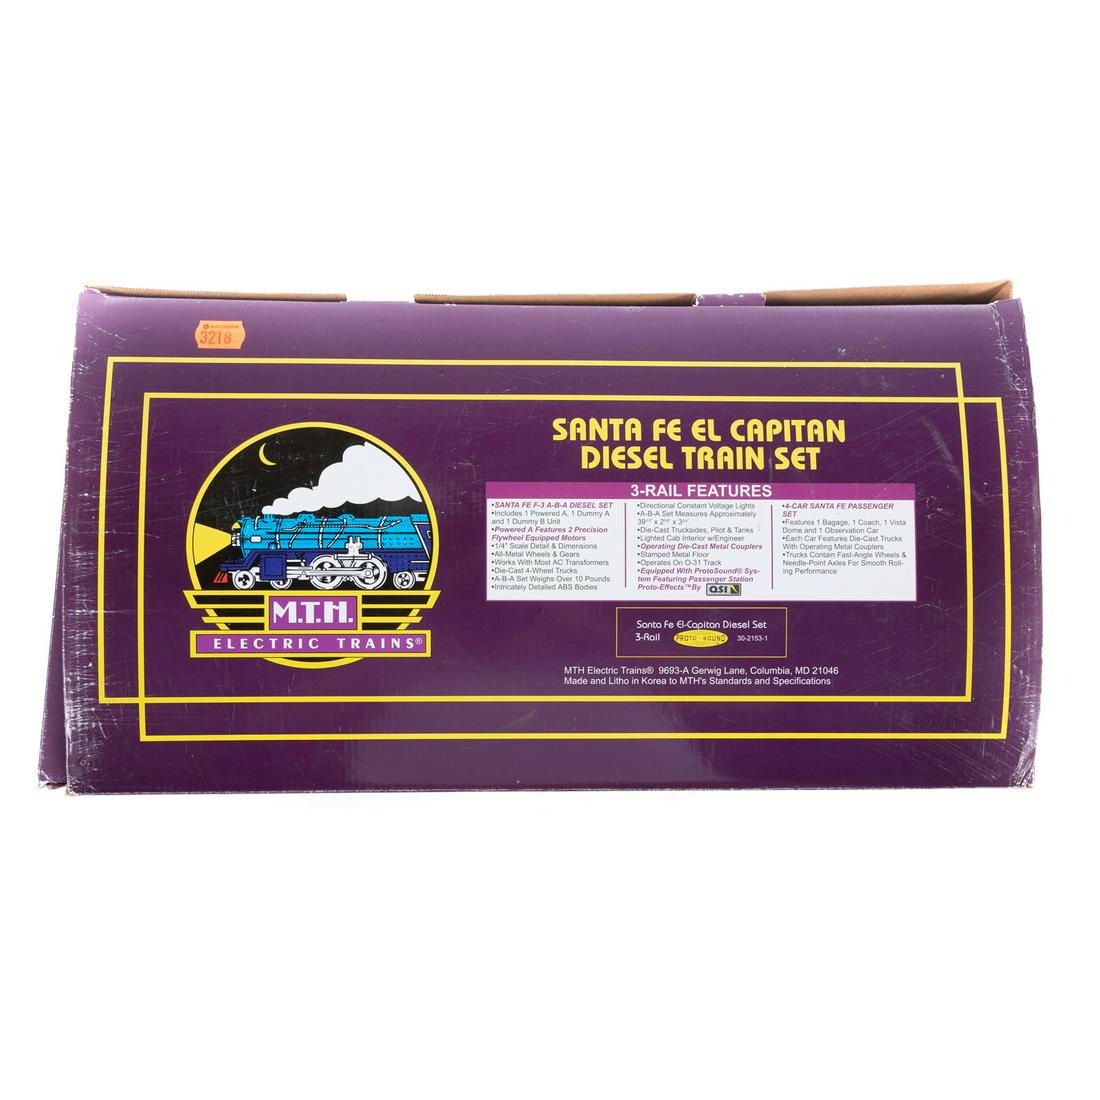 ALEX COOPER
3218
SANTA FE EL CAPITAN
DIESEL TRAIN SET
3-RAIL FEATURES
•SANTA FE F-3 A-B-A DIESEL SET
•Includes 1 Powered A, 1 Dummy A
and 1 Dummy B Unit
•Powered A Features 2 Precision
Flywheel Equipped Motors
•1/4" Scale Detail & Dimensions
•All-Metal Wheels & Gears
•Works With Most AC Transformers
•Die-Cast 4-Wheel Trucks
•A-B-A Set Weighs Over 10 Pounds
•Intricately Detailed ABS Bodies
•Directional Constant Voltage Lights
•A-B-A Set Measures Approximately
•Die-Cast Trucksides, Pilot & Tanks
•Lighted Cab Interior w/Engineer
•Operating Die-Cast Metal Couplers
•Stamped Metal Floor
•Operates On O-31 Track
•Equipped With ProtoSound® Sys-
tem Featuring Passenger Station
Proto-Effects™By QSI
•4-CAR SANTA FE PASSENGER
SET
•Features 1 Bagage, 1 Coach, 1 Vista
Dome and 1 Observation Car
•Each Car Features Die-Cast Trucks
With Operating Metal Couplers
•Trucks Contain Fast-Angle Wheels &
Needle-Point Axles For Smooth Roll-
ing Performance
M.T.H.
ELECTRIC TRAINS®
Santa Fe El-Capitan Diesel Set
3-Rail PROTO-SOUND 30-2153-1
MTH Electric Trains® 9693-A Gerwig Lane, Columbia, MD 21046
Made and Litho in Korea to MTH's Standards and Specifications